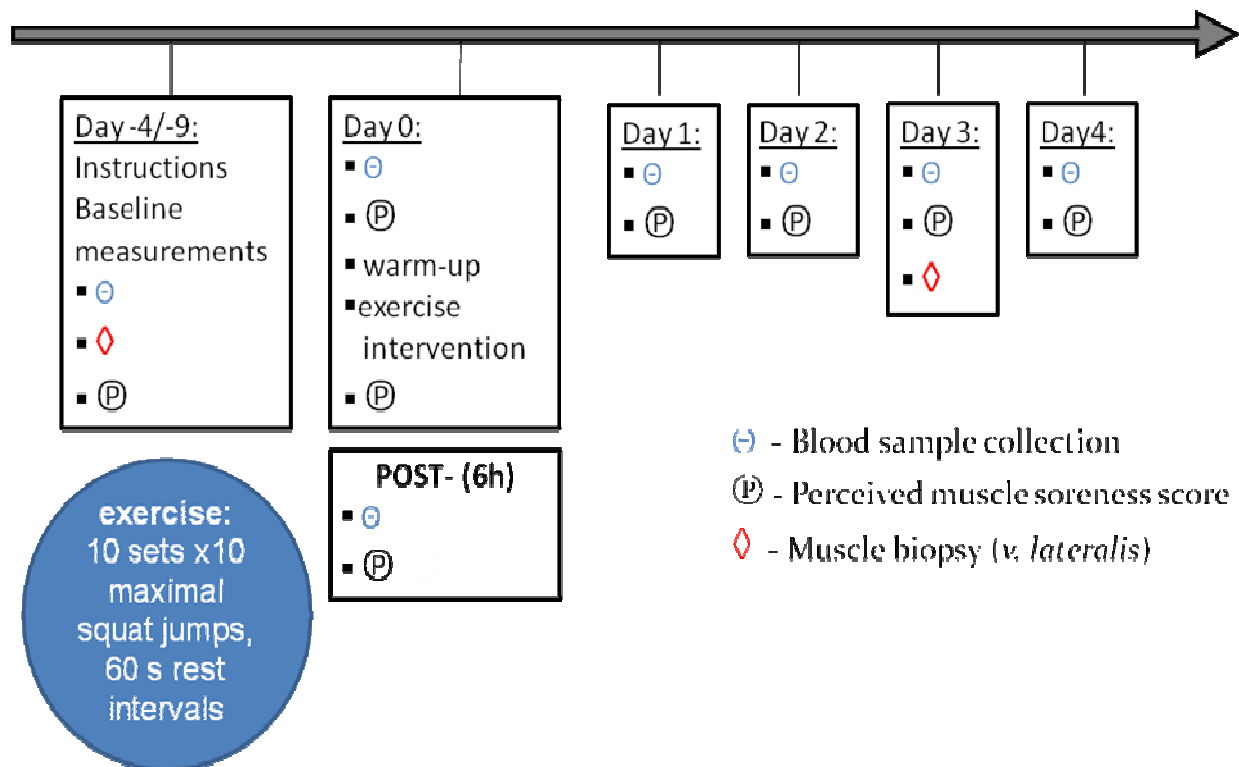 Day -4/-9:
Instructions
Baseline
measurements
▪ Θ
▪ ◊
▪ Ⓟ
Day 0:
▪ Θ
▪ Ⓟ
▪ warm-up
▪ exercise
intervention
▪ Ⓟ
POST- (6h)
▪ Θ
▪ Ⓟ
Day 1:
▪ Θ
▪ Ⓟ
Day 2:
▪ Θ
▪ Ⓟ
Day 3:
▪ Θ
▪ Ⓟ
▪ ◊
Day4:
▪ Θ
▪ Ⓟ
exercise:
10 sets x10
maximal
squat jumps,
60 s rest
intervals
Θ - Blood sample collection
Ⓟ - Perceived muscle soreness score
◊ - Muscle biopsy (v. lateralis)